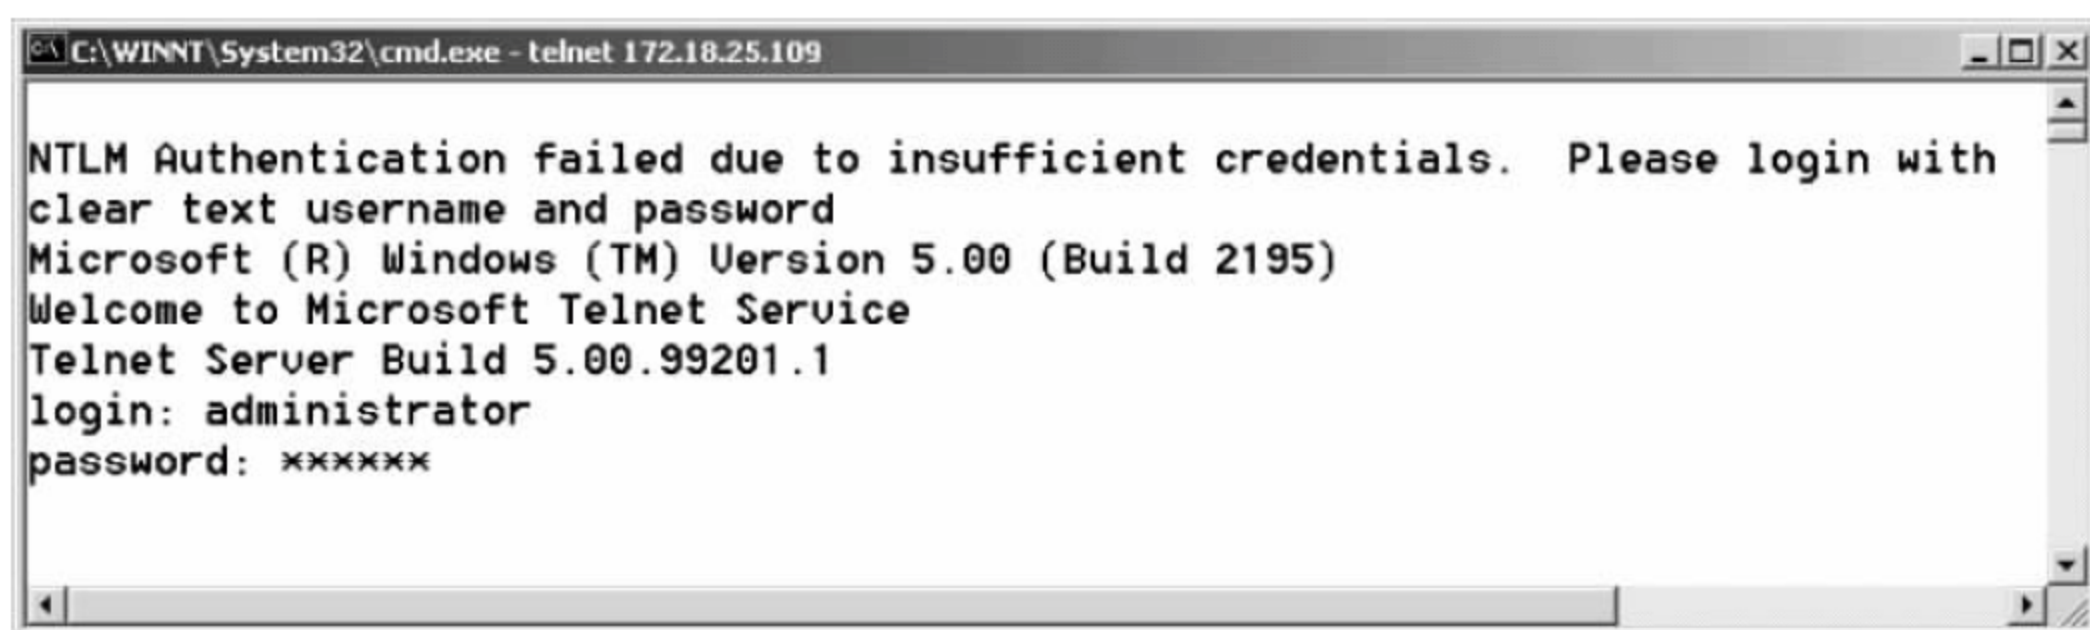 C:\WINNT\System32\cmd.exe - telnet 172.18.25.109
NTLM Authentication failed due to insufficient credentials.  Please login with
clear text username and password
Microsoft (R) Windows (TM) Version 5.00 (Build 2195)
Welcome to Microsoft Telnet Service
Telnet Server Build 5.00.99201.1
login: administrator
password: ******